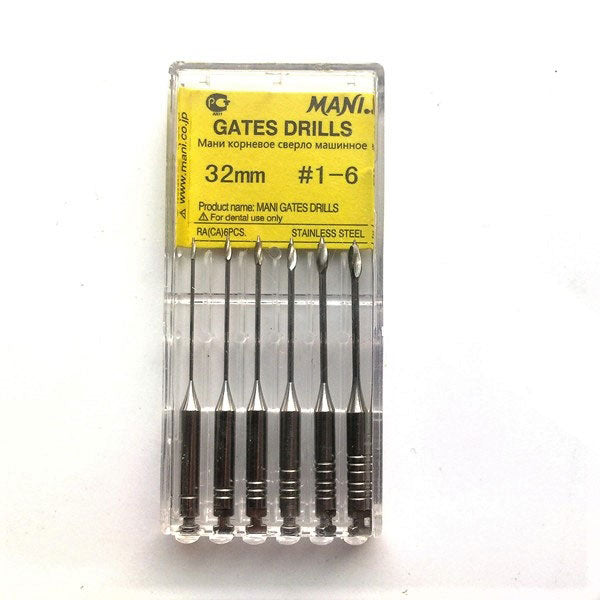 MANI
GATES DRILLS
Мани корневое сверло машинное
32mm #1-6
Product name: MANI GATES DRILLS
For dental use only
RA(CA)6PCS. STAINLESS STEEL
www.mani.co.jp